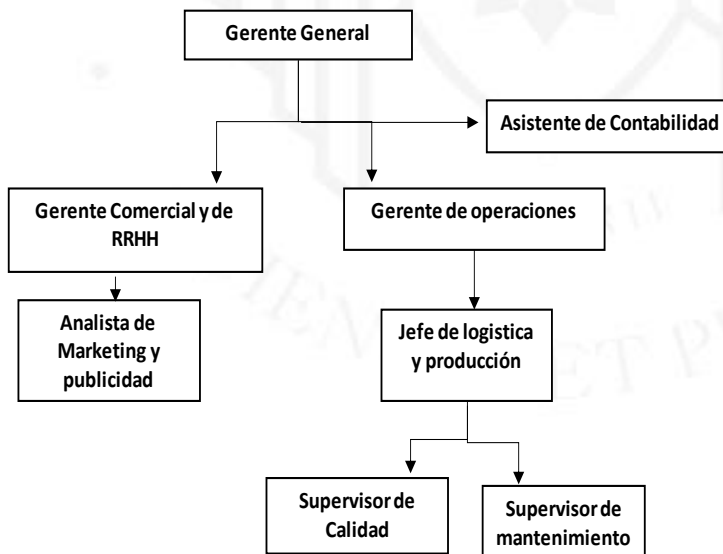 Gerente General
Asistente de Contabilidad
Gerente Comercial y de
RRHH
Gerente de operaciones
Analista de
Marketing y
publicidad
Jefe de logistica
y producción
Supervisor de
Calidad
Supervisor de
mantenimiento